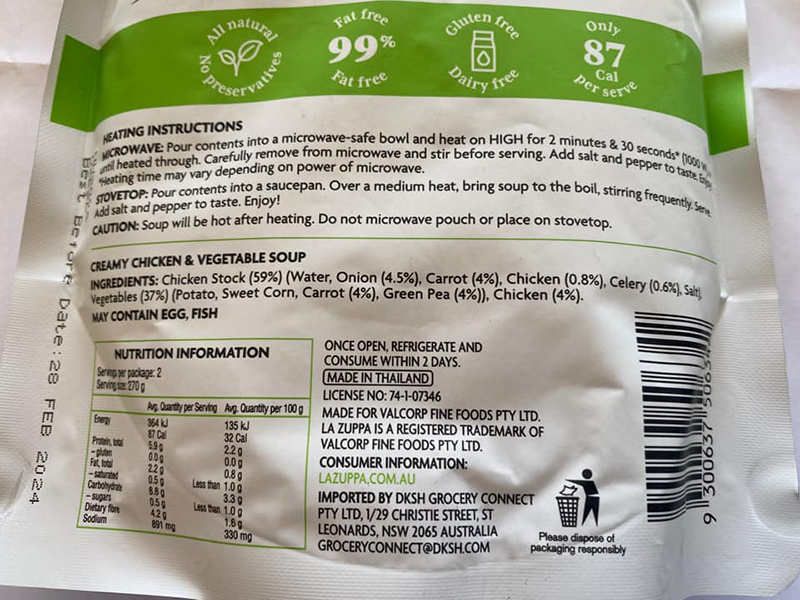 All natural
No Preservatives
Fat free
99%
Fat free
Gluten free
Dairy free
Only
87
Cal
per serve
HEATING INSTRUCTIONS
MICROWAVE: Pour contents into a microwave-safe bowl and heat on HIGH for 2 minutes & 30 seconds* (1000 W)
until heated through. Carefully remove from microwave and stir before serving. Add salt and pepper to taste. Enjoy
*Heating time may vary depending on power of microwave.
STOVETOP: Pour contents into a saucepan. Over a medium heat, bring soup to the boil, stirring frequently. Serve
Add salt and pepper to taste. Enjoy!
CAUTION: Soup will be hot after heating. Do not microwave pouch or place on stovetop.
CREAMY CHICKEN & VEGETABLE SOUP
INGREDIENTS: Chicken Stock (59%) (Water, Onion (4.5%), Carrot (4%), Chicken (0.8%), Celery (0.6%), Salt),
Vegetables (37%) (Potato, Sweet Corn, Carrot (4%), Green Pea (4%)), Chicken (4%).
MAY CONTAIN EGG, FISH
NUTRITION INFORMATION
Serving per package: 2
Serving size: 270 g
Avg. Quantity per Serving Avg. Quantity per 100 g
Energy 364 kJ 135 kJ
87 Cal 32 Cal
Protein, total 5.9 g 2.2 g
- gluten 0.0 g 0.0 g
Fat, total 2.2 g 0.8 g
- saturated 0.5 g Less than 1.0 g
Carbohydrate 8.8 g 3.3 g
- sugars 0.5 g Less than 1.0 g
Dietary fibre 4.2 g 1.6 g
Sodium 891 mg 330 mg
ONCE OPEN, REFRIGERATE AND
CONSUME WITHIN 2 DAYS.
MADE IN THAILAND
LICENSE NO: 74-1-07346
MADE FOR VALCORP FINE FOODS PTY LTD.
LA ZUPPA IS A REGISTERED TRADEMARK OF
VALCORP FINE FOODS PTY LTD.
CONSUMER INFORMATION:
LAZUPPA.COM.AU
IMPORTED BY DKSH GROCERY CONNECT
PTY LTD, 1/29 CHRISTIE STREET, ST
LEONARDS, NSW 2065 AUSTRALIA
GROCERYCONNECT@DKSH.COM
Please dispose of
packaging responsibly
Best Before Date: 28 FEB 2024